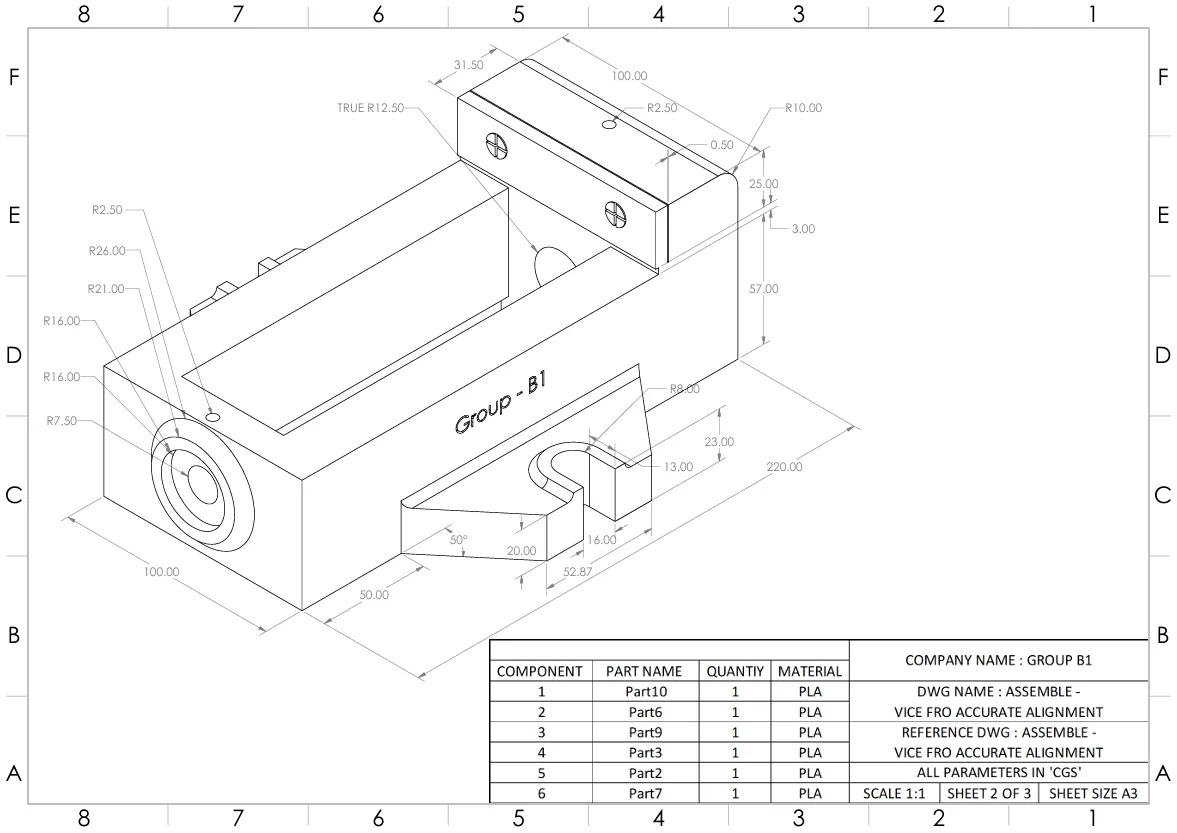 8 7 6 5 4 3 2 1
F F
31.50
100.00
TRUE R12.50
R2.50
R10.00
0.50
25.00
E E
R2.50
3.00
R26.00
R21.00
57.00
R16.00
D D
R16.00
Group - B1
R8.00
R7.50
23.00
13.00
220.00
C C
50°
20.00
16.00
100.00
52.87
50.00
B B
COMPONENT PART NAME QUANTIY MATERIAL
1 Part10 1 PLA
2 Part6 1 PLA
3 Part9 1 PLA
4 Part3 1 PLA
5 Part2 1 PLA
6 Part7 1 PLA
COMPANY NAME : GROUP B1
DWG NAME : ASSEMBLE -
VICE FRO ACCURATE ALIGNMENT
REFERENCE DWG : ASSEMBLE -
VICE FRO ACCURATE ALIGNMENT
ALL PARAMETERS IN 'CGS'
SCALE 1:1 SHEET 2 OF 3 SHEET SIZE A3
A A
8 7 6 5 4 3 2 1